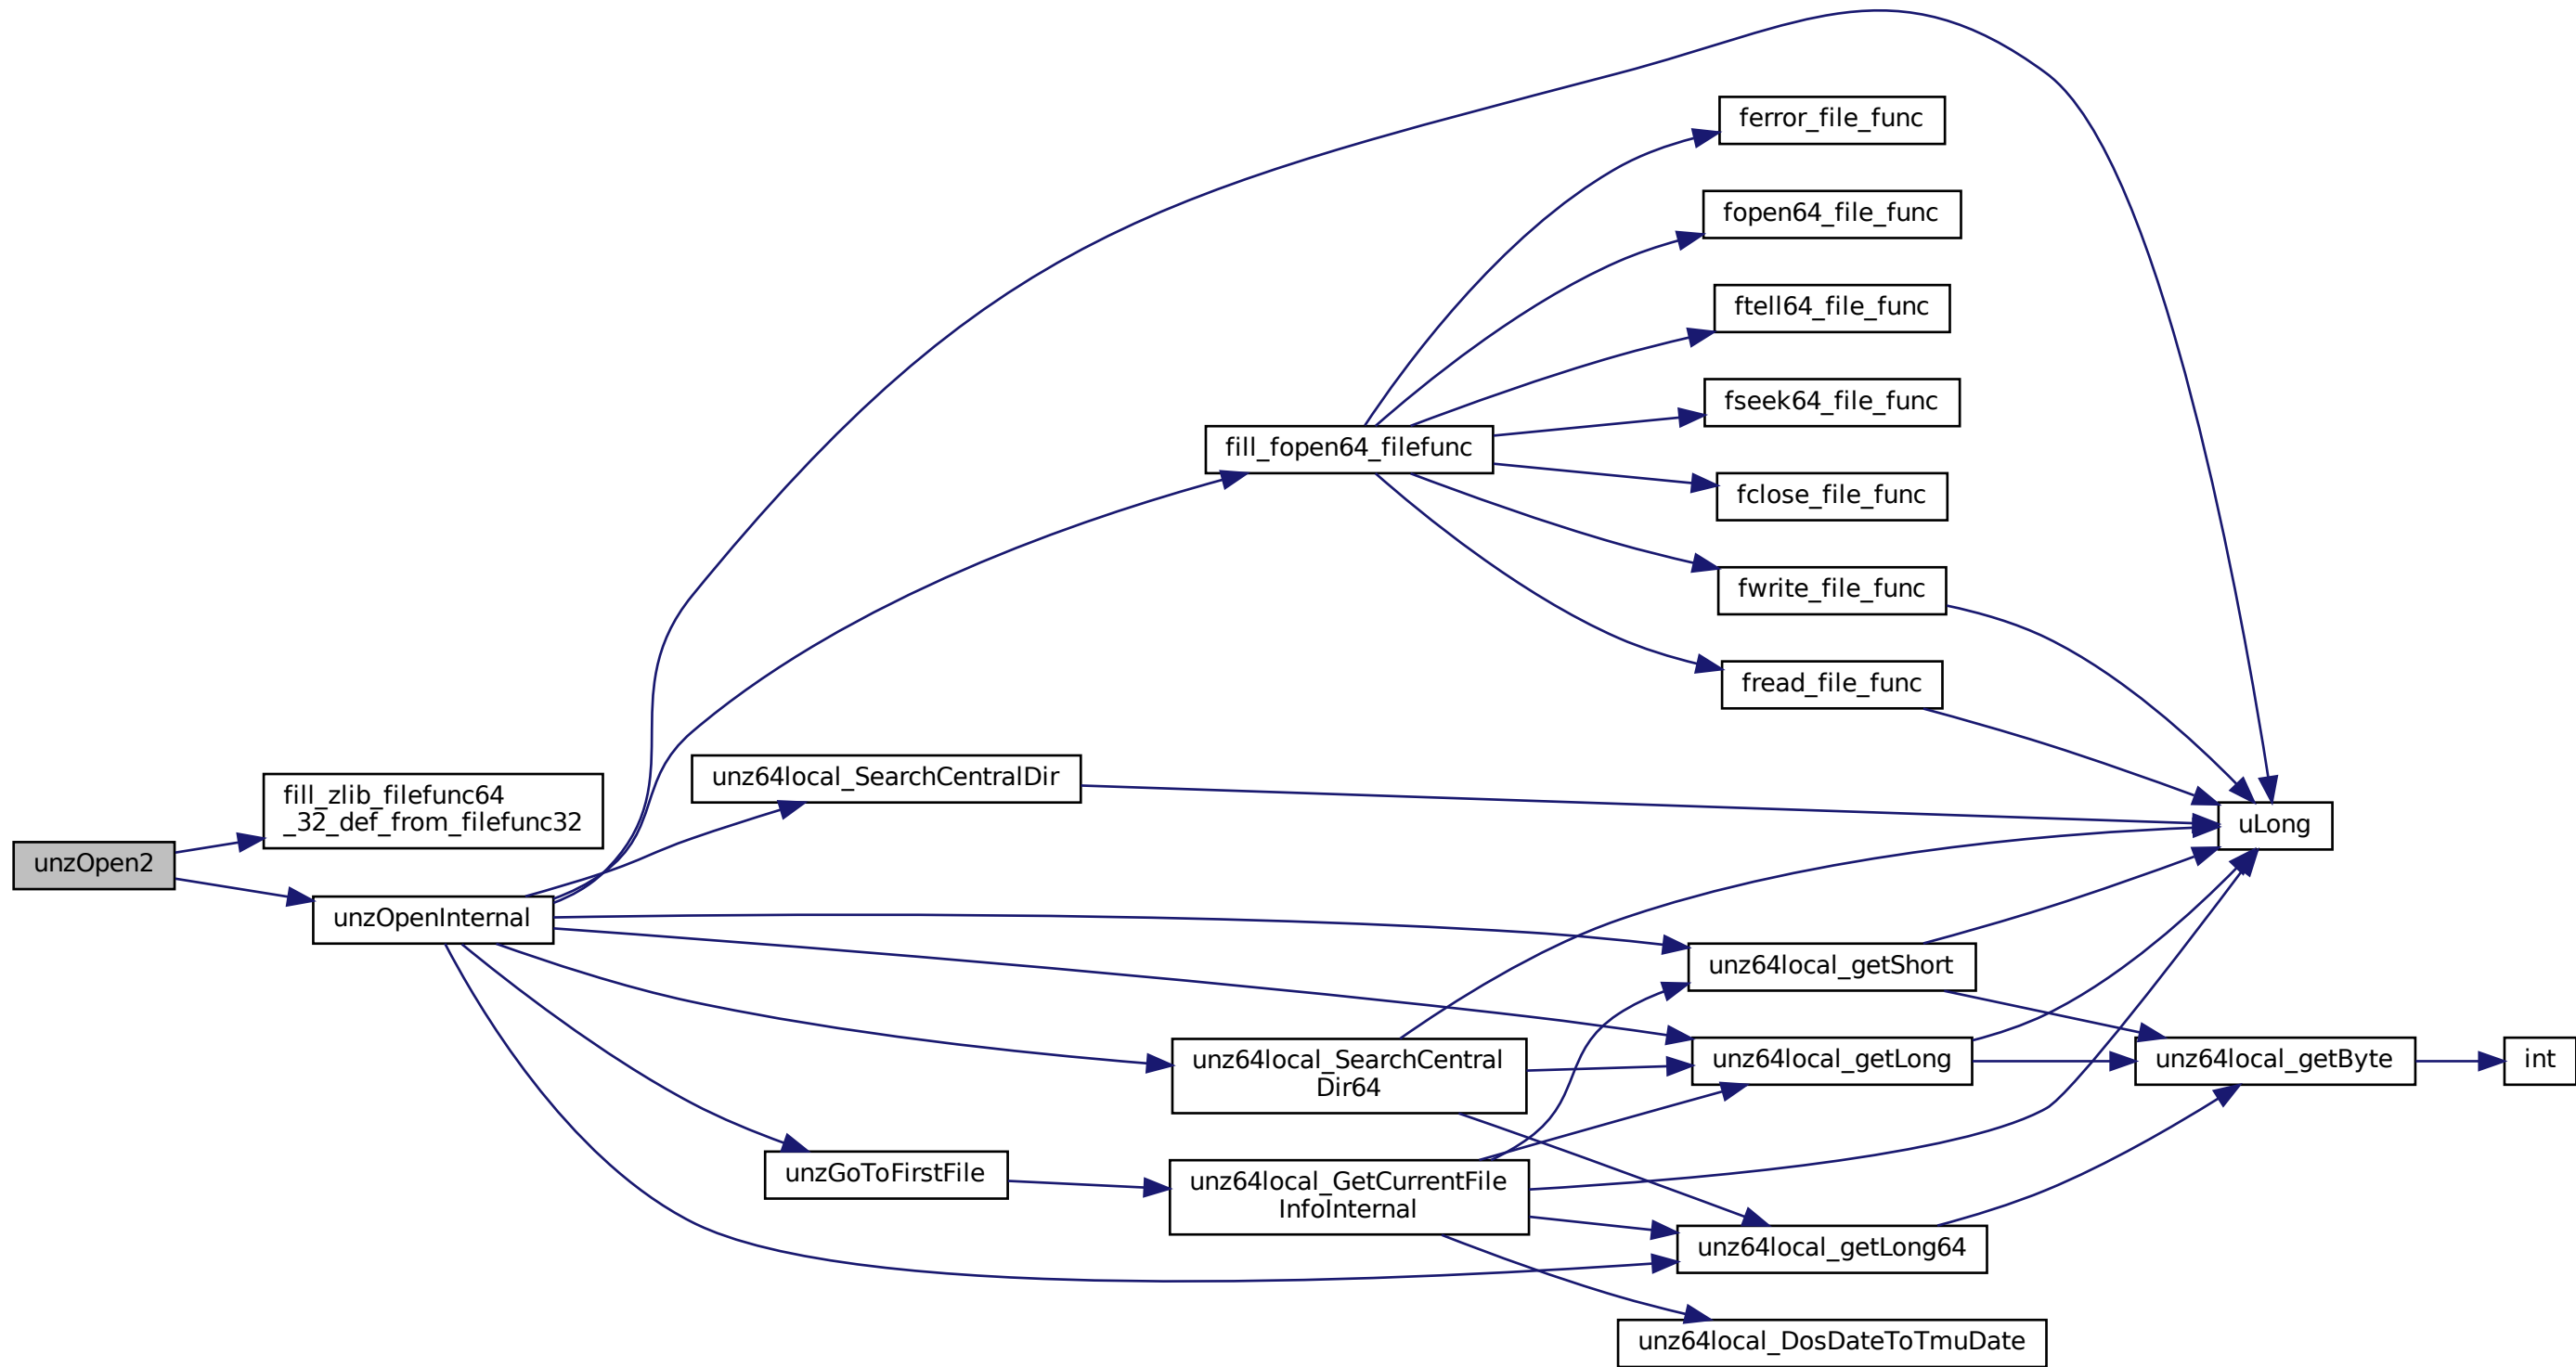 ferror_file_func
fopen64_file_func
ftell64_file_func
fseek64_file_func
fill_fopen64_filefunc
fclose_file_func
fwrite_file_func
fread_file_func
unz64local_SearchCentralDir
fill_zlib_filefunc64
_32_def_from_filefunc32
uLong
unzOpen2
unzOpenInternal
unz64local_getShort
unz64local_SearchCentral
Dir64
unz64local_getLong
unz64local_getByte
int
unzGoToFirstFile
unz64local_GetCurrentFile
InfoInternal
unz64local_getLong64
unz64local_DosDateToTmuDate